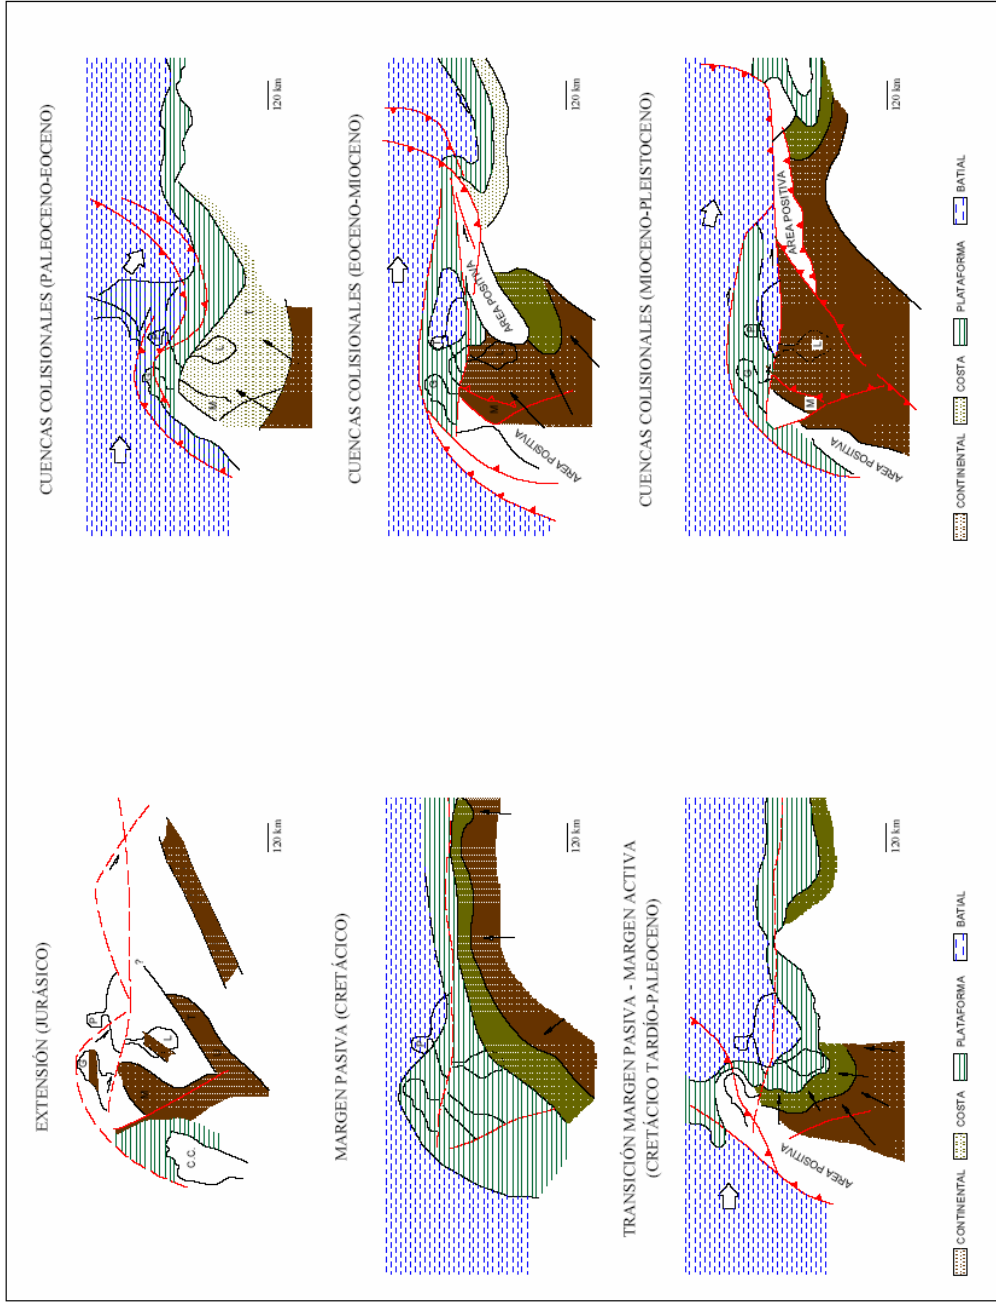 EXTENSIÓN (JURÁSICO)
G
P
M
L
T
?
C.C.
120 km
MARGEN PASIVA (CRETÁCICO)
120 km
TRANSICIÓN MARGEN PASIVA - MARGEN ACTIVA
(CRETÁCICO TARDÍO-PALEOCENO)
AREA POSITIVA
120 km
CONTINENTAL
COSTA
PLATAFORMA
BATIAL
CUENCAS COLISIONALES (PALEOCENO-EOCENO)
M
C
T
120 km
CUENCAS COLISIONALES (EOCENO-MIOCENO)
G
M
AREA POSITIVA
AREA POSITIVA
120 km
CUENCAS COLISIONALES (MIOCENO-PLEISTOCENO)
G
P
M
L
AREA POSITIVA
AREA POSITIVA
120 km
CONTINENTAL
COSTA
PLATAFORMA
BATIAL